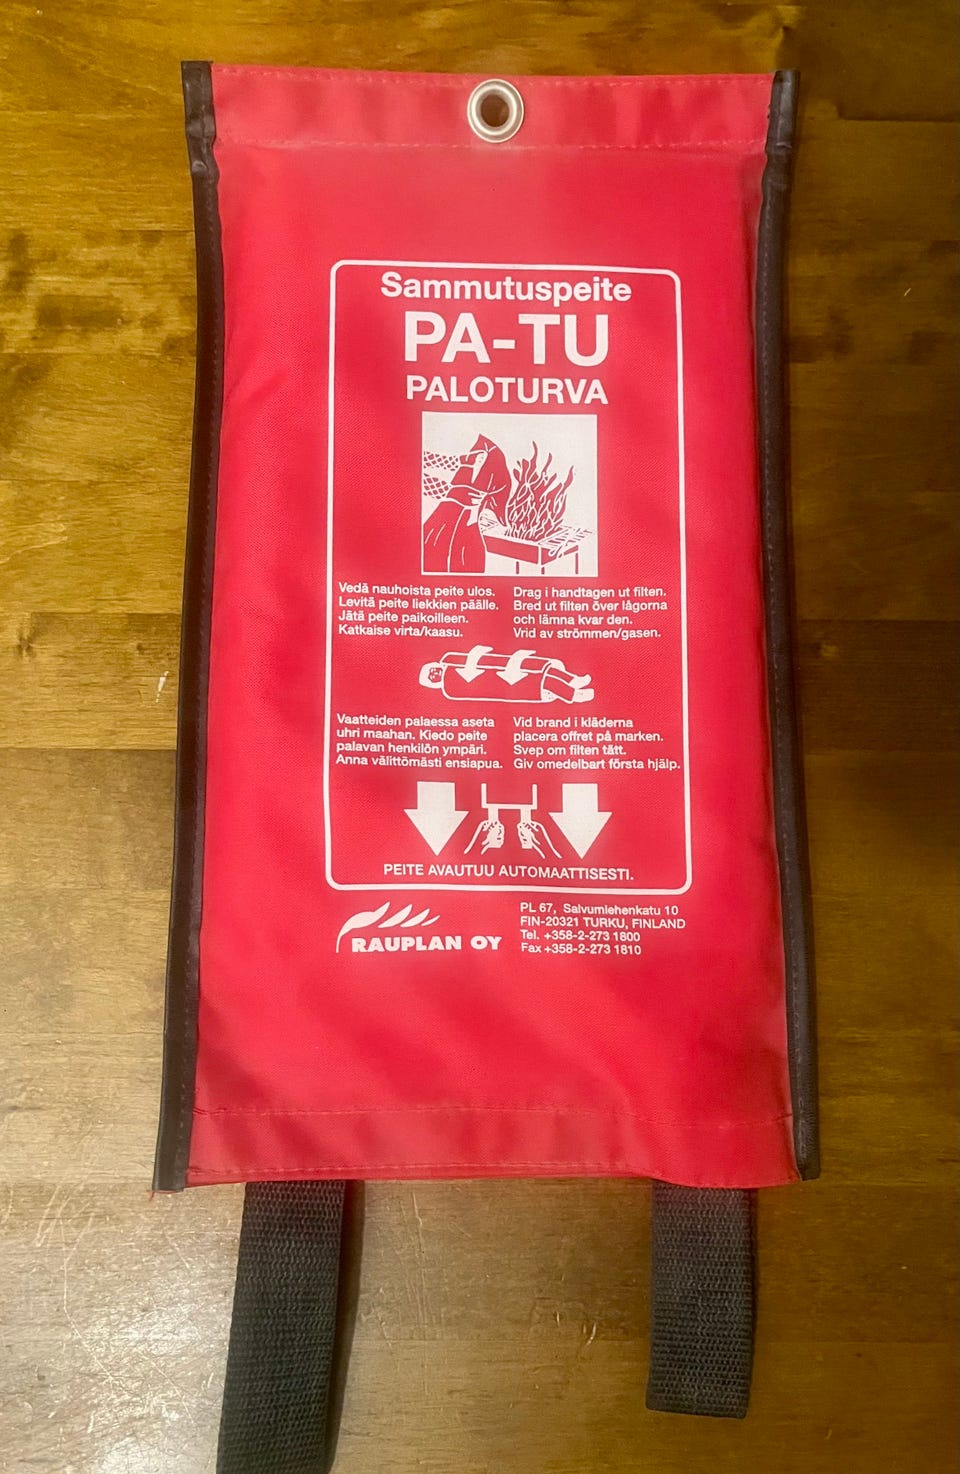 Sammutuspeite
PA-TU
PALOTURVA
Vedä nauhoista peite ulos.
Levitä peite liekkien päälle.
Jätä peite paikoilleen.
Katkaise virta/kaasu.
Drag i handtagen ut filten.
Bred ut filten över lågorna
och lämna kvar den.
Vrid av strömmen/gasen.
Vaatteiden palaessa aseta
uhri maahan. Kiedo peite
palavan henkilön ympäri.
Anna välittömästi ensiapua.
Vid brand i kläderna
placera offret på marken.
Svep om filten tätt.
Giv omedelbart första hjälp.
PEITE AVAUTUU AUTOMAATTISESTI.
RAUPLAN OY
PL 67, Salvumiehenkatu 10
FIN-20321 TURKU, FINLAND
Tel. +358-2-273 1800
Fax +358-2-273 1810